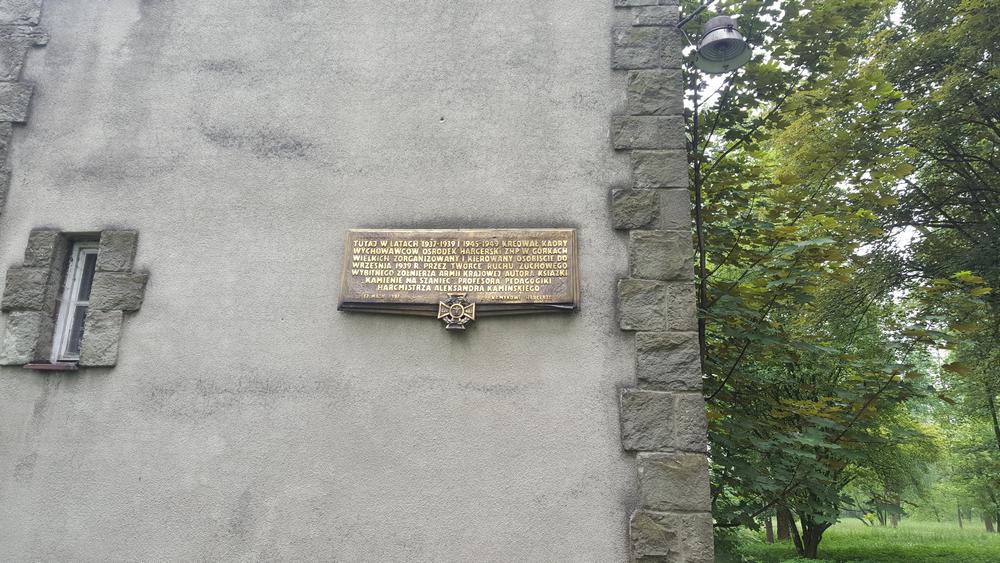 TUTAJ W LATACH 1937-1939 I 1945-1949 KREOWAŁ KADRY
WYCHOWAWCÓW OŚRODEK HARCERSKI ZHP W GÓRKACH
WIELKICH ZORGANIZOWANY I KIEROWANY OSOBIŚCIE DO
WRZEŚNIA 1939 R. PRZEZ TWÓRCĘ RUCHU ZUCHOWEGO
WYBITNEGO ŻOŁNIERZA ARMII KRAJOWEJ AUTORA KSIĄŻKI
„KAMIENIE NA SZANIEC" PROFESORA PEDAGOGIKI
HARCMISTRZA ALEKSANDRA KAMIŃSKIEGO
HARCERZE